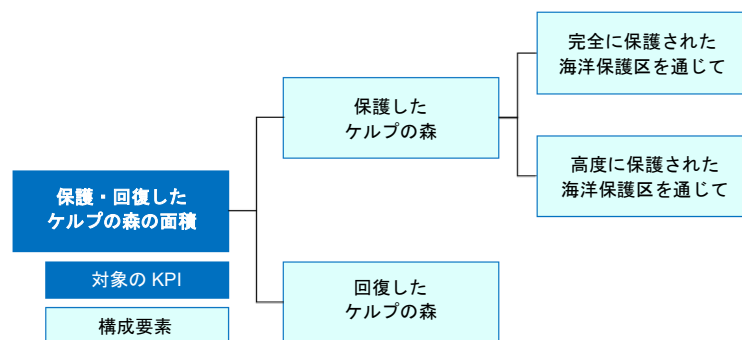 完全に保護された
海洋保護区を通じて
保護した
ケルプの森
高度に保護された
海洋保護区を通じて
保護・回復した
ケルプの森の面積
対象の KPI
回復した
ケルプの森
構成要素